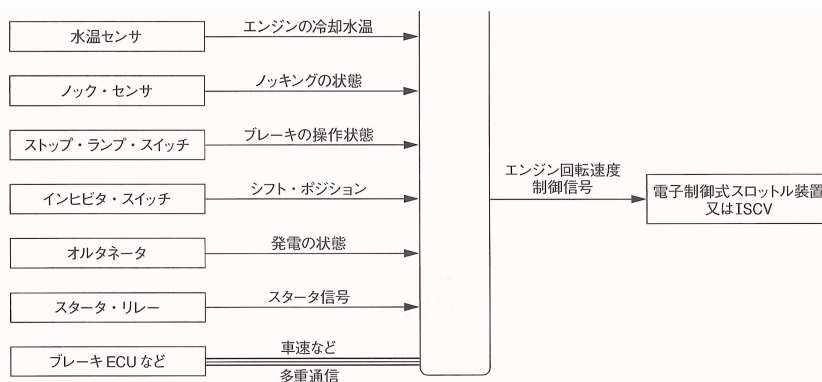 水温センサ
エンジンの冷却水温
ノック・センサ
ノッキングの状態
ストップ・ランプ・スイッチ
ブレーキの操作状態
インヒビタ・スイッチ
シフト・ポジション
オルタネータ
発電の状態
スタータ・リレー
スタータ信号
ブレーキECUなど
車速など
多重通信
エンジン回転速度
制御信号
電子制御式スロットル装置
又はISCV